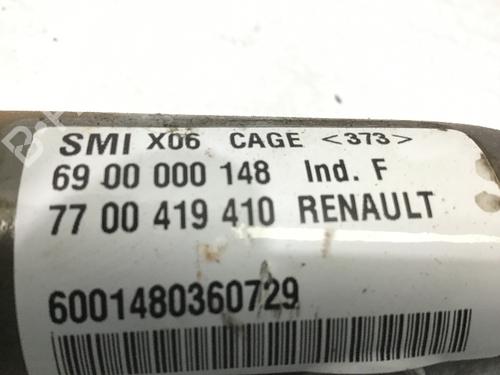 SMI X06 CAGE <373>
69 00 000 148 Ind. F
77 00 419 410 RENAULT
6001480360729